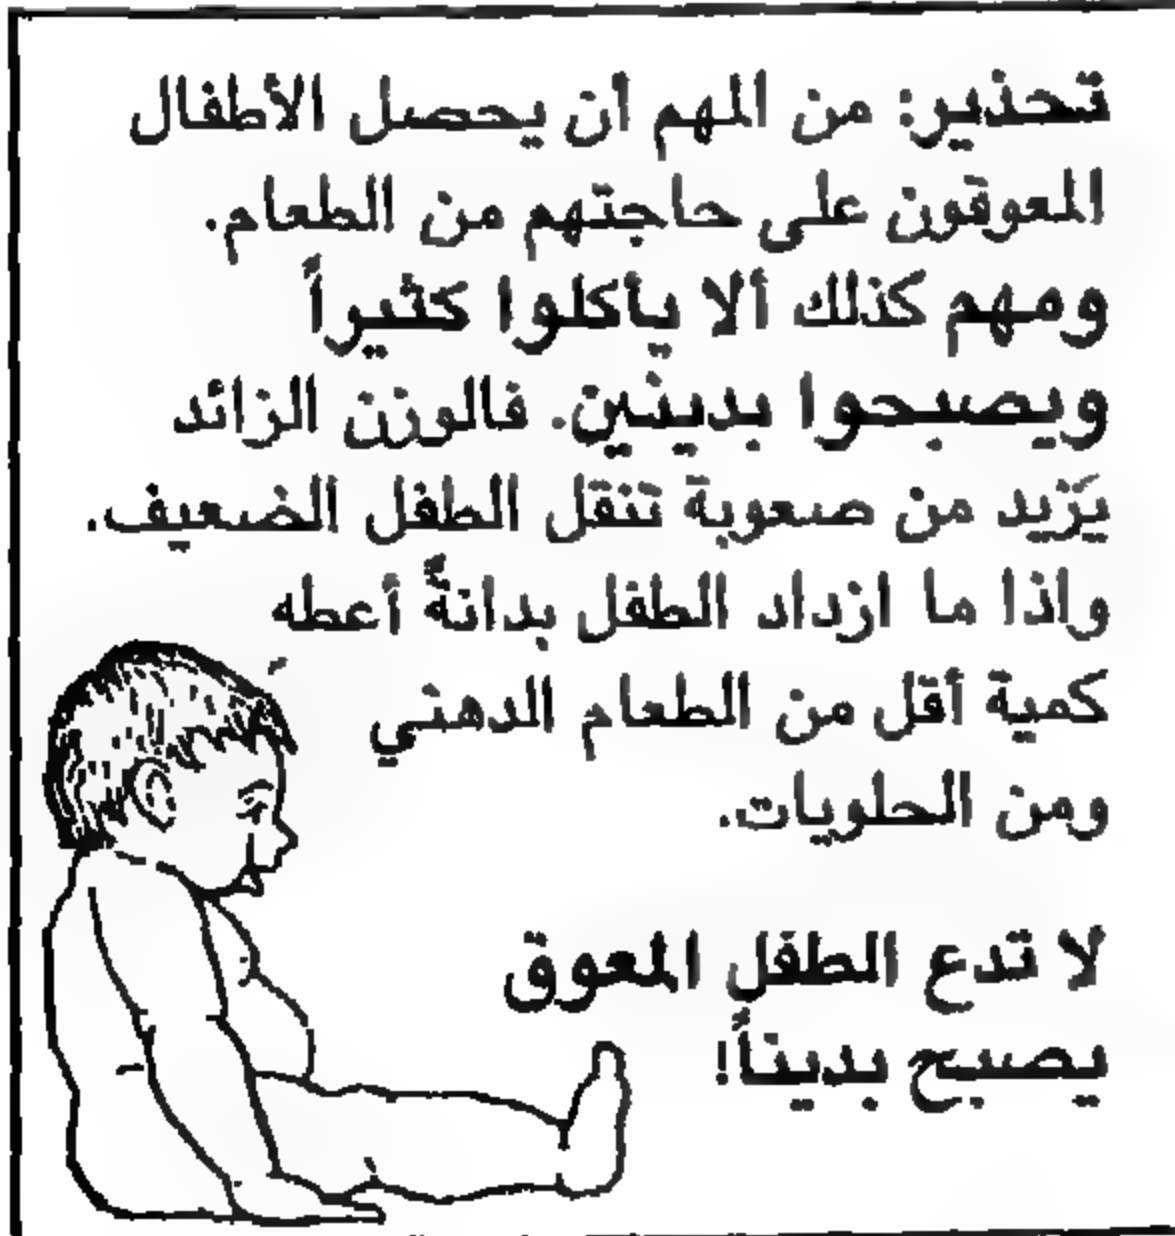 تحذير: من المهم أن يحصل الأطفال
المعوقون على حاجتهم من الطعام.
ومهم كذلك ألا يأكلوا كثيراً
ويصبحوا بدينين. فالوزن الزائد
يَزيد من صعوبة تنقل الطفل الضعيف.
واذا ما ازداد الطفل بدانةً أعطه
كمية أقل من الطعام الدهني
ومن الحلويات.
لا تدع الطفل المعوق
يصبح بديناً!